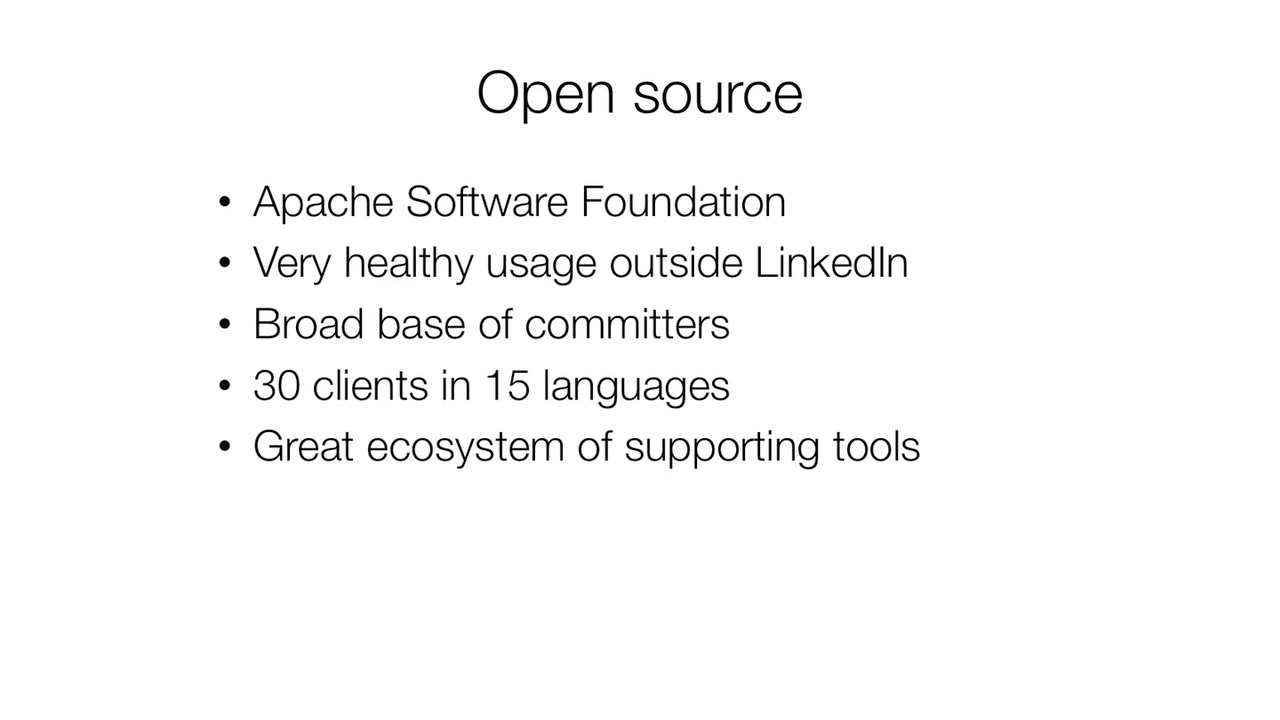 Open source
• Apache Software Foundation
• Very healthy usage outside LinkedIn
• Broad base of committers
• 30 clients in 15 languages
• Great ecosystem of supporting tools